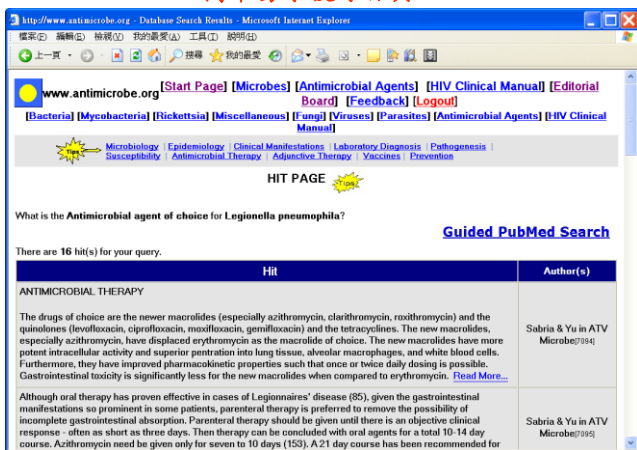 http://www.antimicrobe.org - Database Search Results - Microsoft Internet Explorer
檔案(F) 編輯(E) 檢視(V) 我的最愛(A) 工具(T) 說明(H)
上一頁 搜尋 我的最愛
www.antimicrobe.org [Start Page] [Microbes] [Antimicrobial Agents] [HIV Clinical Manual] [Editorial
Board] [Feedback] [Logout]
[Bacteria] [Mycobacteria] [Rickettsia] [Miscellaneous] [Fungi] [Viruses] [Parasites] [Antimicrobial Agents] [HIV Clinical
Manual]
Tips Microbiology | Epidemiology | Clinical Manifestations | Laboratory Diagnosis | Pathogenesis |
Susceptibility | Antimicrobial Therapy | Adjunctive Therapy | Vaccines | Prevention
HIT PAGE Tips
What is the Antimicrobial agent of choice for Legionella pneumophila?
Guided PubMed Search
There are 16 hit(s) for your query.
Hit Author(s)
ANTIMICROBIAL THERAPY
The drugs of choice are the newer macrolides (especially azithromycin, clarithromycin, roxithromycin) and the
quinolones (levofloxacin, ciprofloxacin, moxifloxacin, gemifloxacin) and the tetracyclines. The new macrolides,
especially azithromycin, have displaced erythromycin as the macrolide of choice. The new macrolides have more
potent intracellular activity and superior pentration into lung tissue, alveolar macrophages, and white blood cells.
Furthermore, they have improved pharmacokinetic properties such that once or twice daily dosing is possible.
Gastrointestinal toxicity is significantly less for the new macrolides when compared to erythromycin. Read More...
Sabria & Yu in ATV
Microbe[7094]
Although oral therapy has proven effective in cases of Legionnaires' disease (85), given the gastrointestinal
manifestations so prominent in some patients, parenteral therapy is preferred to remove the possibility of
incomplete gastrointestinal absorption. Parenteral therapy should be given until there is an objective clinical
response - often as short as three days. Then therapy can be concluded with oral agents for a total 10-14 day
course. Azithromycin need be given only for seven to 10 days (153). A 21 day course has been recommended for
Sabria & Yu in ATV
Microbe[7095]